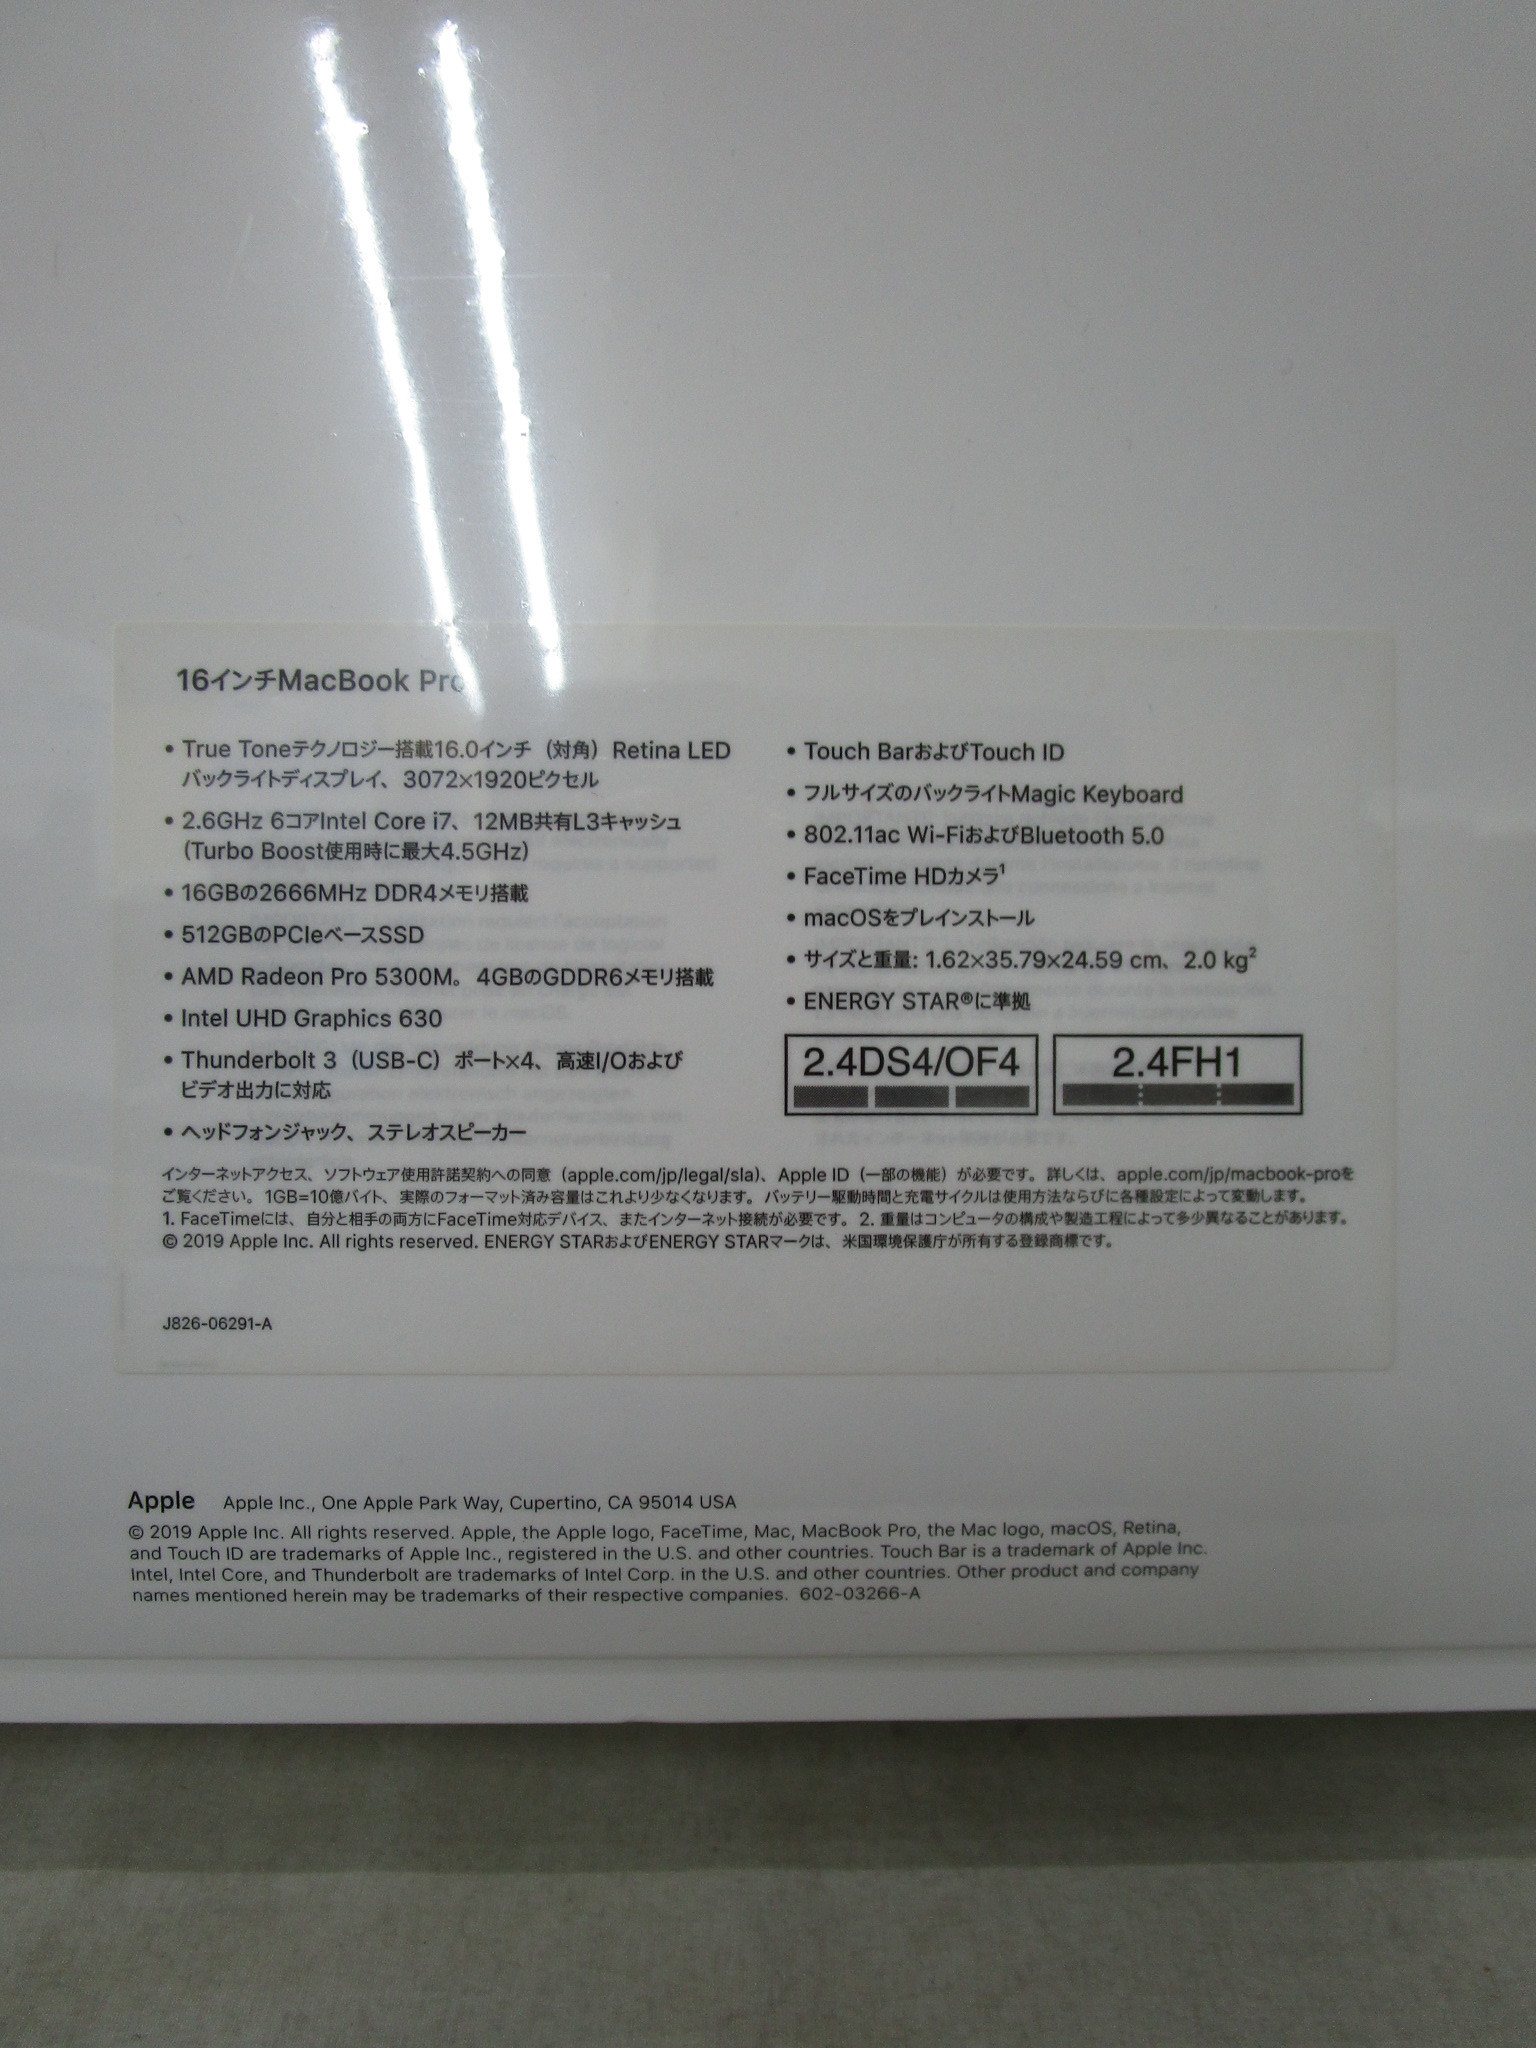 16インチMacBook Pro
• True Toneテクノロジー搭載16.0インチ（対角）Retina LED
バックライトディスプレイ、3072×1920ピクセル
• 2.6GHz 6コアIntel Core i7、12MB共有L3キャッシュ
（Turbo Boost使用時に最大4.5GHz）
• 16GBの2666MHz DDR4メモリ搭載
• 512GBのPCIeベースSSD
• AMD Radeon Pro 5300M。4GBのGDDR6メモリ搭載
• Intel UHD Graphics 630
• Thunderbolt 3（USB-C）ポート×4、高速I/Oおよび
ビデオ出力に対応
• ヘッドフォンジャック、ステレオスピーカー
• Touch BarおよびTouch ID
• フルサイズのバックライトMagic Keyboard
• 802.11ac Wi-FiおよびBluetooth 5.0
• FaceTime HDカメラ¹
• macOSをプレインストール
• サイズと重量: 1.62×35.79×24.59 cm、2.0 kg²
• ENERGY STAR®に準拠
2.4DS4/OF4
2.4FH1
インターネットアクセス、ソフトウェア使用許諾契約への同意（apple.com/jp/legal/sla）、Apple ID（一部の機能）が必要です。詳しくは、apple.com/jp/macbook-proを
ご覧ください。1GB=10億バイト、実際のフォーマット済み容量はこれより少なくなります。バッテリー駆動時間と充電サイクルは使用方法ならびに各種設定によって変動します。
1. FaceTimeには、自分と相手の両方にFaceTime対応デバイス、またインターネット接続が必要です。2. 重量はコンピュータの構成や製造工程によって多少異なることがあります。
© 2019 Apple Inc. All rights reserved. ENERGY STARおよびENERGY STARマークは、米国環境保護庁が所有する登録商標です。
J826-06291-A
Apple Apple Inc., One Apple Park Way, Cupertino, CA 95014 USA
© 2019 Apple Inc. All rights reserved. Apple, the Apple logo, FaceTime, Mac, MacBook Pro, the Mac logo, macOS, Retina,
and Touch ID are trademarks of Apple Inc., registered in the U.S. and other countries. Touch Bar is a trademark of Apple Inc.
Intel, Intel Core, and Thunderbolt are trademarks of Intel Corp. in the U.S. and other countries. Other product and company
names mentioned herein may be trademarks of their respective companies. 602-03266-A